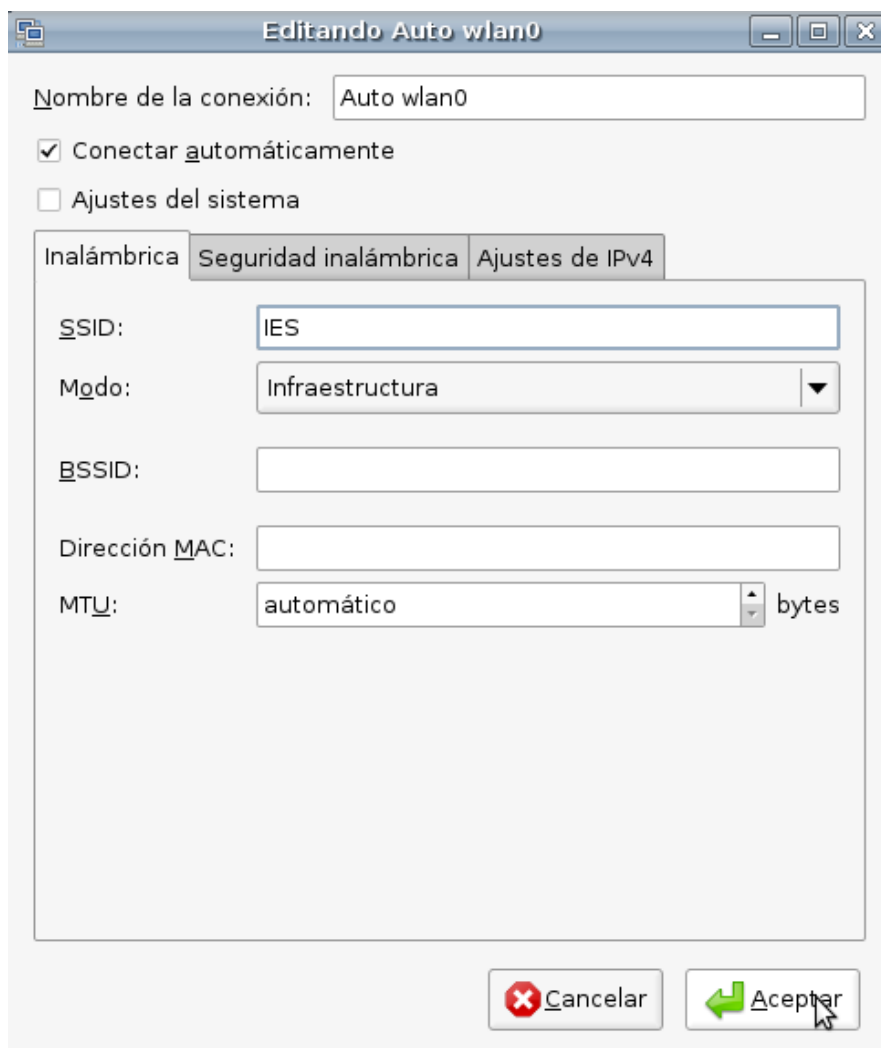 Editando Auto wlan0
Nombre de la conexión: Auto wlan0
Conectar automáticamente
Ajustes del sistema
Inalámbrica Seguridad inalámbrica Ajustes de IPv4
SSID: IES
Modo: Infraestructura
BSSID:
Dirección MAC:
MTU: automático bytes
Cancelar Aceptar